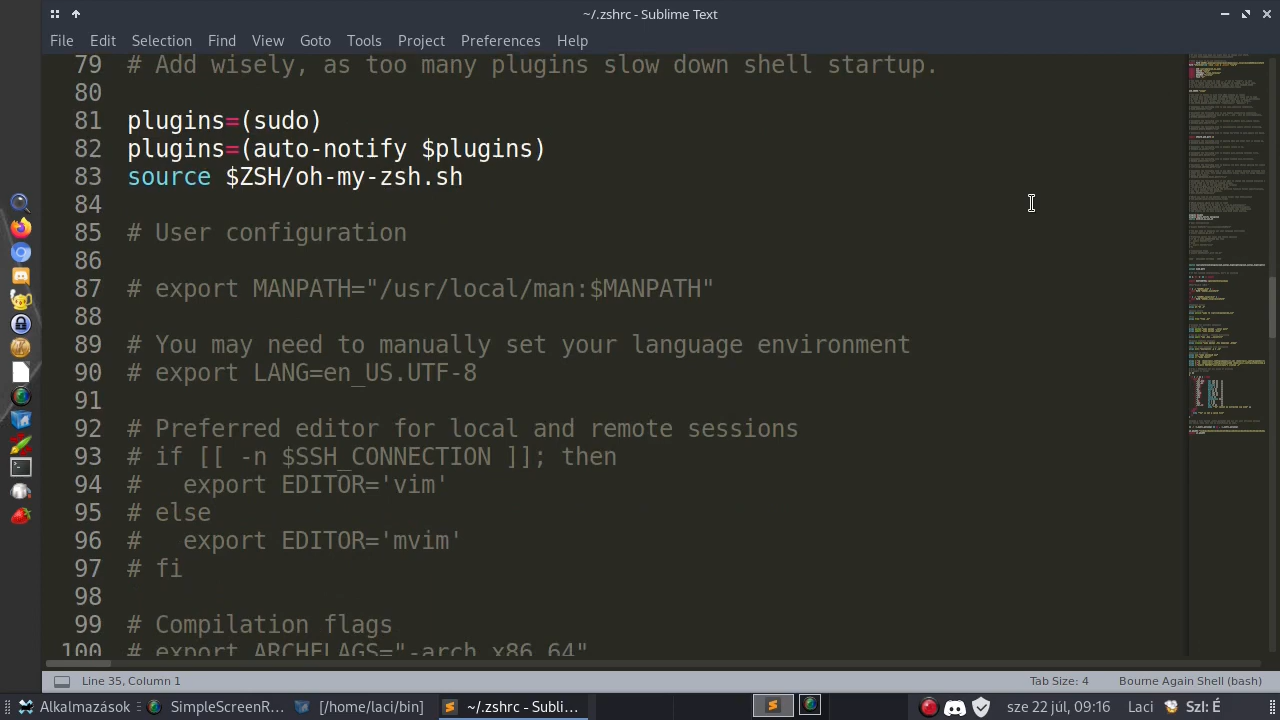 ~/.zshrc - Sublime Text
File Edit Selection Find View Goto Tools Project Preferences Help
79 # Add wisely, as too many plugins slow down shell startup.
80
81 plugins=(sudo)
82 plugins=(auto-notify $plugins)
83 source $ZSH/oh-my-zsh.sh
84
85 # User configuration
86
87 # export MANPATH="/usr/local/man:$MANPATH"
88
89 # You may need to manually set your language environment
90 # export LANG=en_US.UTF-8
91
92 # Preferred editor for local and remote sessions
93 # if [[ -n $SSH_CONNECTION ]]; then
94 #   export EDITOR='vim'
95 # else
96 #   export EDITOR='mvim'
97 # fi
98
99 # Compilation flags
100 # export ARCHFLAGS="-arch x86_64"
Line 35, Column 1 Tab Size: 4 Bourne Again Shell (bash)
Alkalmazások SimpleScreenR... [/home/laci/bin] ~/.zshrc - Subli... sze 22 júl, 09:16 Laci Szl: É